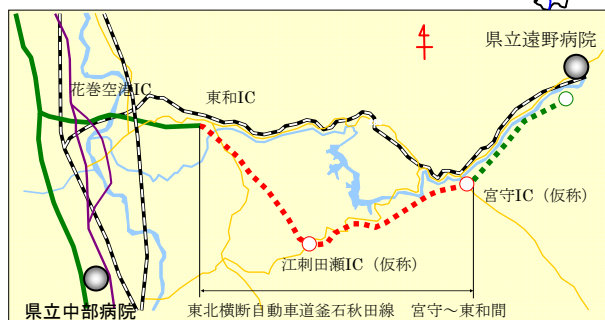 県立遠野病院
花巻空港IC
東和IC
宮守IC（仮称）
江刺田瀬IC（仮称）
県立中部病院
東北横断自動車道釜石秋田線　宮守～東和間